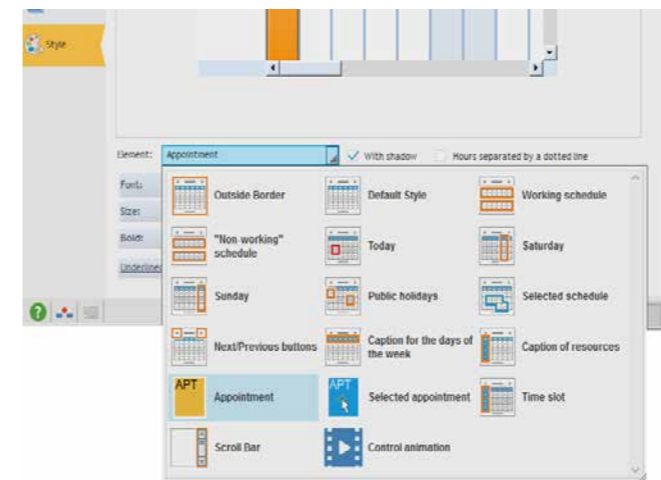 Style
Element: Appointment With shadow Hours separated by a dotted line
Font:
Size:
Bold:
Underlined
Outside Border Default Style Working schedule
"Non-working"
schedule
Today Saturday
Sunday Public holidays Selected schedule
Next/Previous buttons Caption for the days of
the week
Caption of resources
APT Appointment APT Selected appointment Time slot
Scroll Bar Control animation